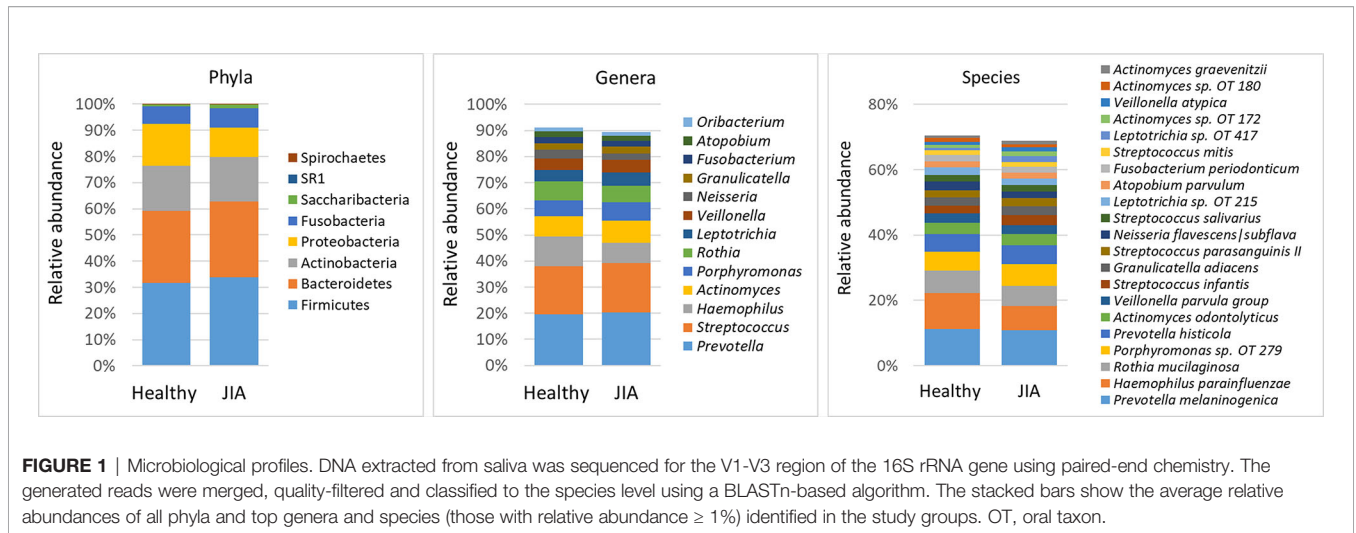 Phyla
Relative abundance
100%
90%
80%
70%
60%
50%
40%
30%
20%
10%
0%
Healthy
JIA
Spirochaetes
SR1
Saccharibacteria
Fusobacteria
Proteobacteria
Actinobacteria
Bacteroidetes
Firmicutes
Genera
Relative abundance
100%
90%
80%
70%
60%
50%
40%
30%
20%
10%
0%
Healthy
JIA
Oribacterium
Atopobium
Fusobacterium
Granulicatella
Neisseria
Veillonella
Leptotrichia
Rothia
Porphyromonas
Actinomyces
Haemophilus
Streptococcus
Prevotella
Species
Relative abundance
80%
60%
40%
20%
0%
Healthy
JIA
Actinomyces graevenitzii
Actinomyces sp. OT 180
Veillonella atypica
Actinomyces sp. OT 172
Leptotrichia sp. OT 417
Streptococcus mitis
Fusobacterium periodonticum
Atopobium parvulum
Leptotrichia sp. OT 215
Streptococcus salivarius
Neisseria flavescens|subflava
Streptococcus parasanguinis II
Granulicatella adiacens
Streptococcus infantis
Veillonella parvula group
Actinomyces odontolyticus
Prevotella histicola
Porphyromonas sp. OT 279
Rothia mucilaginosa
Haemophilus parainfluenzae
Prevotella melaninogenica
FIGURE 1 | Microbiological profiles. DNA extracted from saliva was sequenced for the V1-V3 region of the 16S rRNA gene using paired-end chemistry. The
generated reads were merged, quality-filtered and classified to the species level using a BLASTn-based algorithm. The stacked bars show the average relative
abundances of all phyla and top genera and species (those with relative abundance ≥ 1%) identified in the study groups. OT, oral taxon.